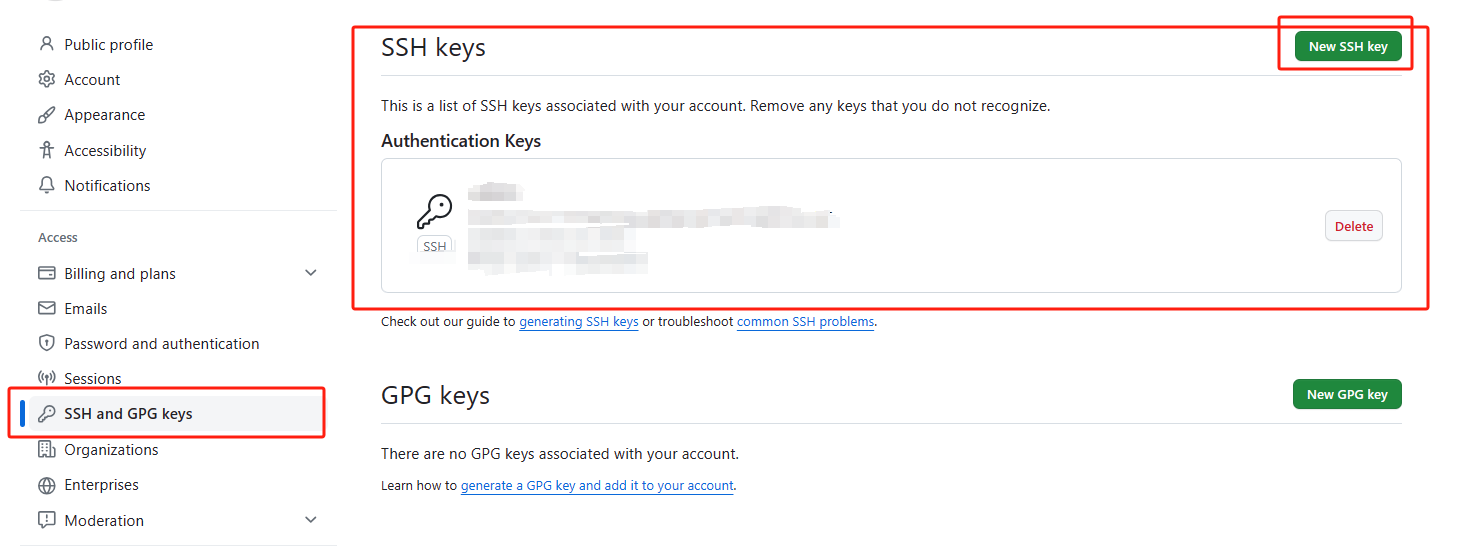 Public profile
Account
Appearance
Accessibility
Notifications
Access
Billing and plans
Emails
Password and authentication
Sessions
SSH and GPG keys
Organizations
Enterprises
Moderation
SSH keys
New SSH key
This is a list of SSH keys associated with your account. Remove any keys that you do not recognize.
Authentication Keys
SSH
Delete
Check out our guide to generating SSH keys or troubleshoot common SSH problems.
GPG keys
New GPG key
There are no GPG keys associated with your account.
Learn how to generate a GPG key and add it to your account.